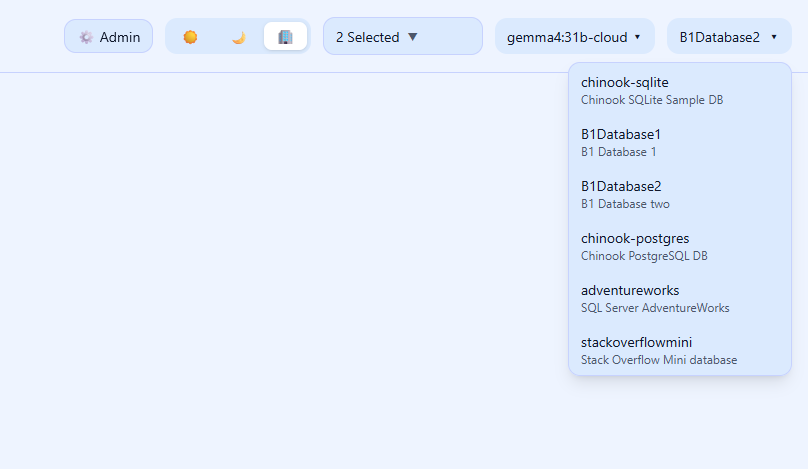 Admin
2 Selected
gemma4:31b-cloud
B1Database2
chinook-sqlite
Chinook SQLite Sample DB
B1Database1
B1 Database 1
B1Database2
B1 Database two
chinook-postgres
Chinook PostgreSQL DB
adventureworks
SQL Server AdventureWorks
stackoverflowmini
Stack Overflow Mini database